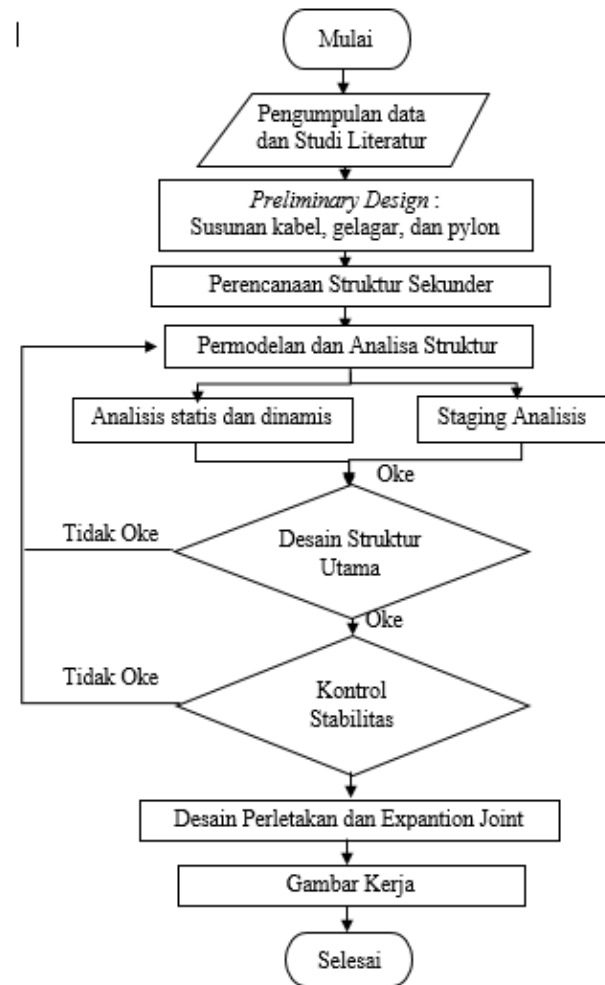 Mulai
Pengumpulan data
dan Studi Literatur
Preliminary Design :
Susunan kabel, gelagar, dan pylon
Perencanaan Struktur Sekunder
Permodelan dan Analisa Struktur
Analisis statis dan dinamis
Staging Analisis
Oke
Tidak Oke
Desain Struktur
Utama
Oke
Tidak Oke
Kontrol
Stabilitas
Desain Perletakan dan Expantion Joint
Gambar Kerja
Selesai